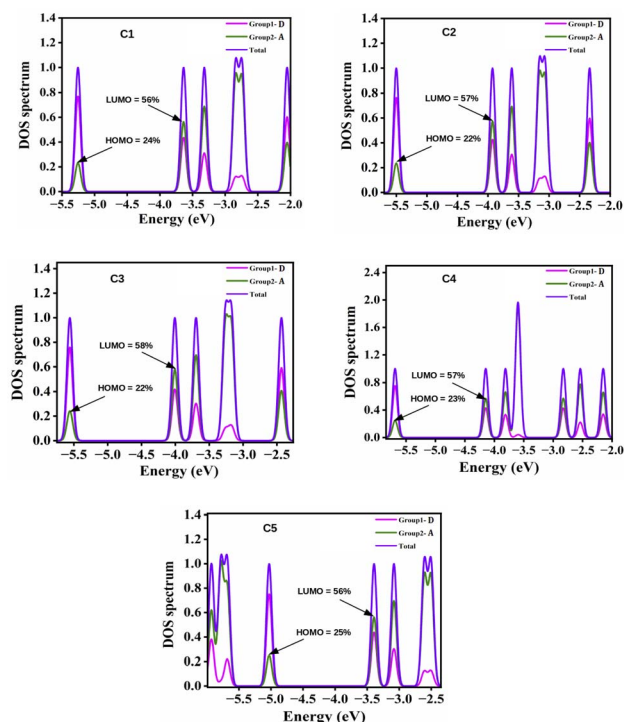 C1
Group1- D
Group2- A
Total
LUMO = 56%
HOMO = 24%
DOS spectrum
1.4
1.2
1.0
0.8
0.6
0.4
0.2
0.0
−5.5 −5.0 −4.5 −4.0 −3.5 −3.0 −2.5 −2.0
Energy (eV)
C2
Group1- D
Group2- A
Total
LUMO = 57%
HOMO = 22%
DOS spectrum
1.4
1.2
1.0
0.8
0.6
0.4
0.2
0.0
−5.5 −5.0 −4.5 −4.0 −3.5 −3.0 −2.5 −2.0
Energy (eV)
C3
Group1- D
Group2- A
Total
LUMO = 58%
HOMO = 22%
DOS spectrum
1.4
1.2
1.0
0.8
0.6
0.4
0.2
0.0
−5.5 −5.0 −4.5 −4.0 −3.5 −3.0 −2.5
Energy (eV)
C4
Group1- D
Group2- A
Total
LUMO = 57%
HOMO = 23%
DOS spectrum
2.4
2.0
1.6
1.2
0.8
0.4
0.0
−5.5 −5.0 −4.5 −4.0 −3.5 −3.0 −2.5 −2.0
Energy (eV)
C5
Group1- D
Group2- A
Total
LUMO = 56%
HOMO = 25%
DOS spectrum
1.4
1.2
1.0
0.8
0.6
0.4
0.2
0.0
−5.5 −5.0 −4.5 −4.0 −3.5 −3.0 −2.5
Energy (eV)